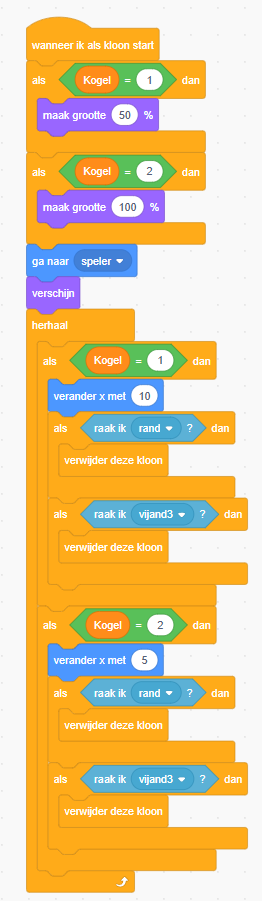 wanneer ik als kloon start
als Kogel = 1 dan
maak grootte 50 %
als Kogel = 2 dan
maak grootte 100 %
ga naar speler
verschijn
herhaal
als Kogel = 1 dan
verander x met 10
als raak ik rand ? dan
verwijder deze kloon
als raak ik vijand3 ? dan
verwijder deze kloon
als Kogel = 2 dan
verander x met 5
als raak ik rand ? dan
verwijder deze kloon
als raak ik vijand3 ? dan
verwijder deze kloon